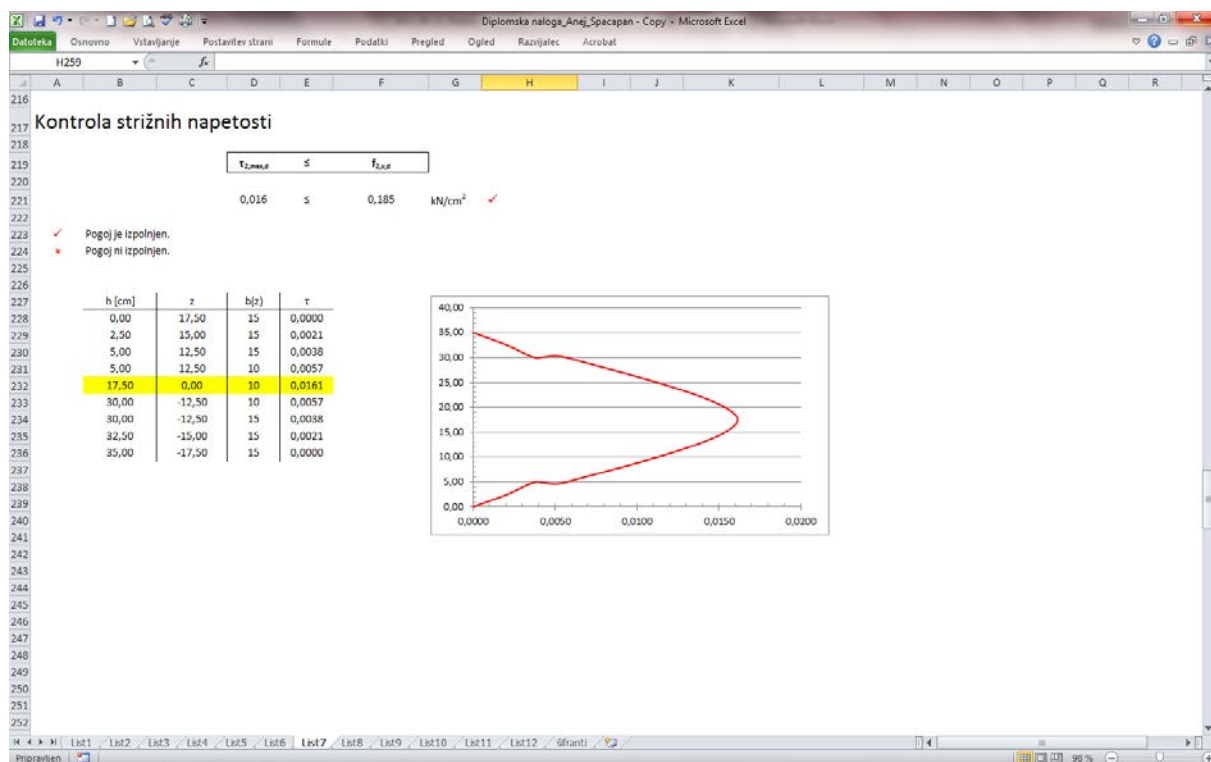 Diplomska naloga_Anej_Spacapan - Copy - Microsoft Excel
Datoteka Osnovno Vstavljanje Postavitev strani Formule Podatki Pregled Ogled Razvijalec Acrobat
H259 fx
A B C D E F G H I J K L M N O P Q R
216
217 Kontrola strižnih napetosti
218
219 τ2,max,d ≤ f2,v,d
220
221 0,016 ≤ 0,185 kN/cm² ✓
222
223 ✓ Pogoj je izpolnjen.
224 × Pogoj ni izpolnjen.
225
226
227 h [cm] z b(z) τ
228 0,00 17,50 15 0,0000
229 2,50 15,00 15 0,0021
230 5,00 12,50 15 0,0038
231 5,00 12,50 10 0,0057
232 17,50 0,00 10 0,0161
233 30,00 -12,50 10 0,0057
234 30,00 -12,50 15 0,0038
235 32,50 -15,00 15 0,0021
236 35,00 -17,50 15 0,0000
237
238
239
240
241
242
243
244
245
246
247
248
249
250
251
252
40,00
35,00
30,00
25,00
20,00
15,00
10,00
5,00
0,00
0,0000 0,0050 0,0100 0,0150 0,0200
List1 List2 List3 List4 List5 List6 List7 List8 List9 List10 List11 List12 šifranti
Pripravljen 98 %